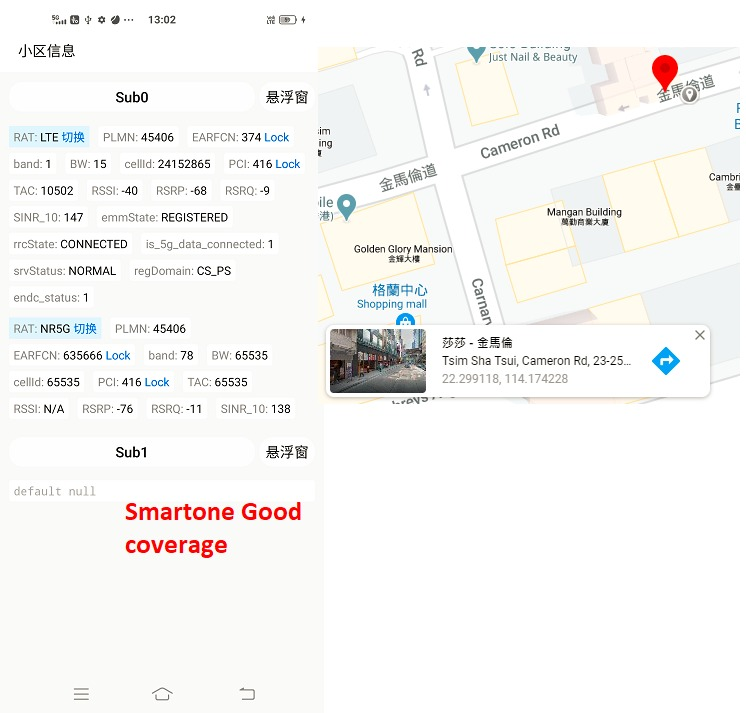 5G
13:02
小区信息
Sub0 悬浮窗
RAT: LTE 切换 PLMN: 45406 EARFCN: 374 Lock
band: 1 BW: 15 cellId: 24152865 PCI: 416 Lock
TAC: 10502 RSSI: -40 RSRP: -68 RSRQ: -9
SINR_10: 147 emmState: REGISTERED
rrcState: CONNECTED is_5g_data_connected: 1
srvStatus: NORMAL regDomain: CS_PS
endc_status: 1
RAT: NR5G 切换 PLMN: 45406
EARFCN: 635666 Lock band: 78 BW: 65535
cellId: 65535 PCI: 416 Lock TAC: 65535
RSSI: N/A RSRP: -76 RSRQ: -11 SINR_10: 138
Sub1 悬浮窗
default null
Smartone Good
coverage
Just Nail & Beauty
Rd
金馬倫道
Cameron Rd
金馬倫道
Mangan Building
萬勤商業大廈
Golden Glory Mansion
金輝大樓
格蘭中心
Shopping mall
Carnar
Cambri
莎莎 - 金馬倫
Tsim Sha Tsui, Cameron Rd, 23-25...
22.299118, 114.174228